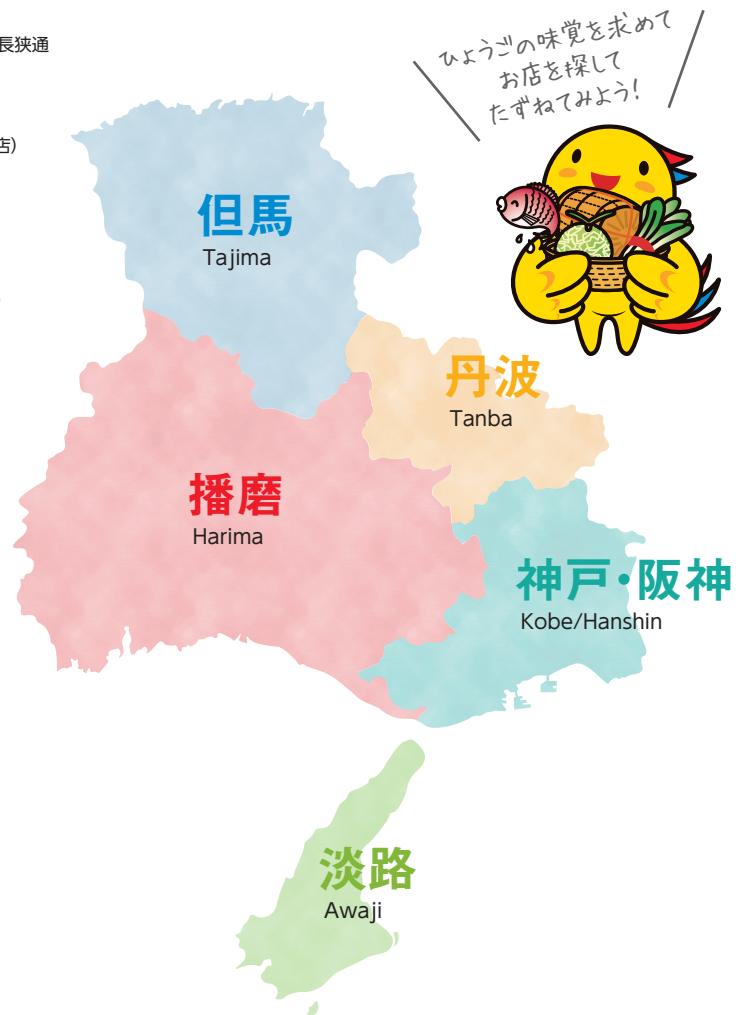 長狭通
店)
ひょうごの味覚を求めて
お店を探して
たずねてみよう!
但馬
Tajima
丹波
Tanba
播磨
Harima
神戸・阪神
Kobe/Hanshin
淡路
Awaji